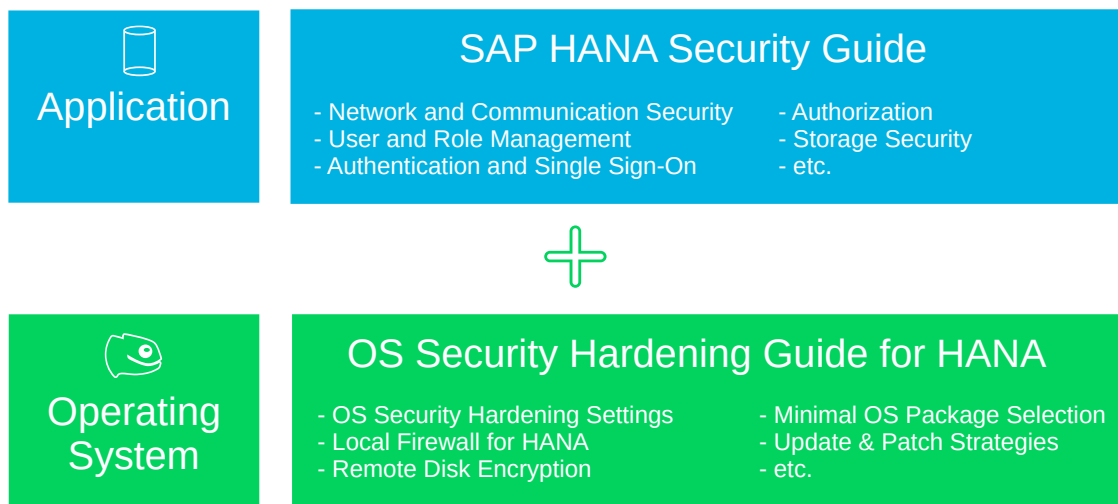 Application
SAP HANA Security Guide
- Network and Communication Security
- User and Role Management
- Authentication and Single Sign-On
- Authorization
- Storage Security
- etc.
Operating
System
OS Security Hardening Guide for HANA
- OS Security Hardening Settings
- Local Firewall for HANA
- Remote Disk Encryption
- Minimal OS Package Selection
- Update & Patch Strategies
- etc.